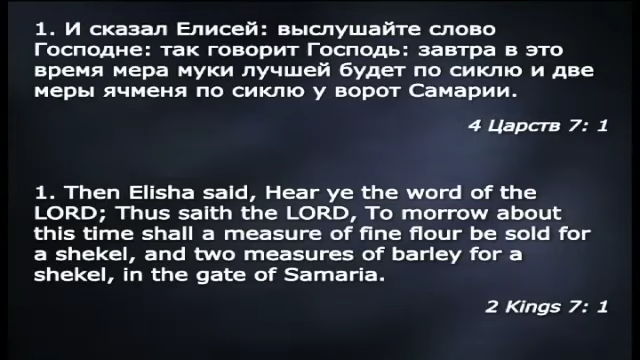 1. И сказал Елисей: выслушайте слово
Господне: так говорит Господь: завтра в это
время мера муки лучшей будет по сиклю и две
меры ячменя по сиклю у ворот Самарии.
4 Царств 7: 1
1. Then Elisha said, Hear ye the word of the
LORD; Thus saith the LORD, To morrow about
this time shall a measure of fine flour be sold for
a shekel, and two measures of barley for a
shekel, in the gate of Samaria.
2 Kings 7: 1